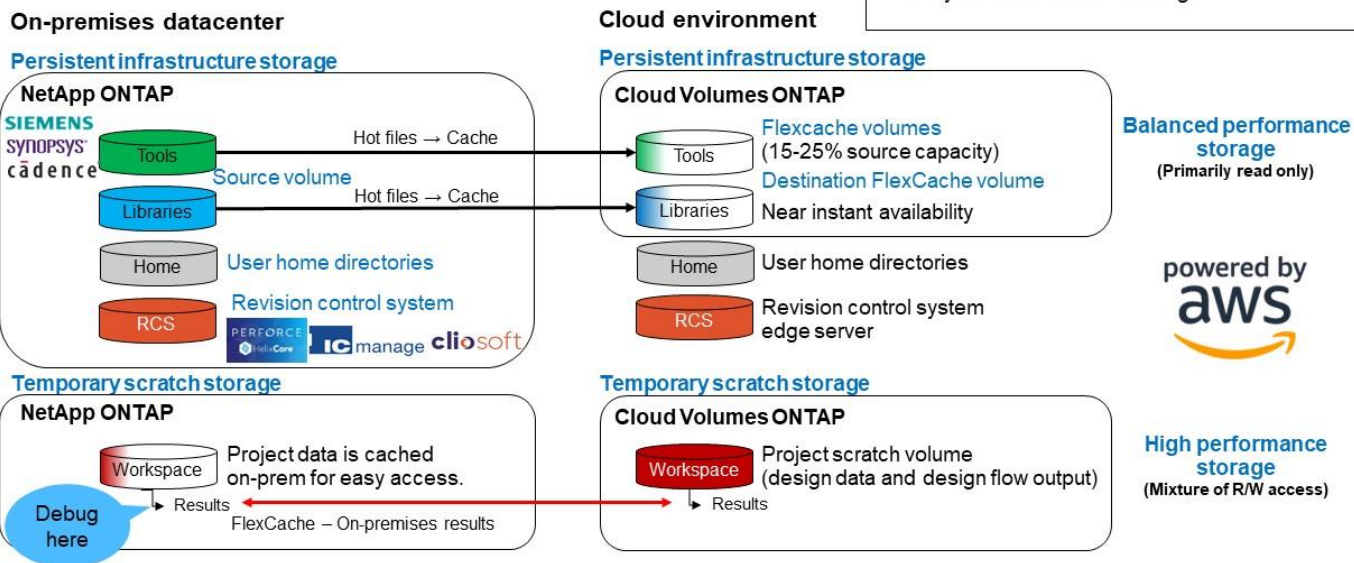 On-premises datacenter
Cloud environment
Persistent infrastructure storage
NetApp ONTAP
SIEMENS
SYNOPSYS
cādence
Tools
Source volume
Libraries
Hot files → Cache
Hot files → Cache
Home
User home directories
RCS
Revision control system
PERFORCE
HelixCore
IC manage
cliosoft
Persistent infrastructure storage
Cloud Volumes ONTAP
Tools
Flexcache volumes
(15-25% source capacity)
Destination FlexCache volume
Libraries
Near instant availability
Home
User home directories
RCS
Revision control system
edge server
Balanced performance
storage
(Primarily read only)
powered by
aws
Temporary scratch storage
NetApp ONTAP
Workspace
Project data is cached
on-prem for easy access.
Results
Debug
here
FlexCache – On-premises results
Temporary scratch storage
Cloud Volumes ONTAP
Workspace
Project scratch volume
(design data and design flow output)
Results
High performance
storage
(Mixture of R/W access)